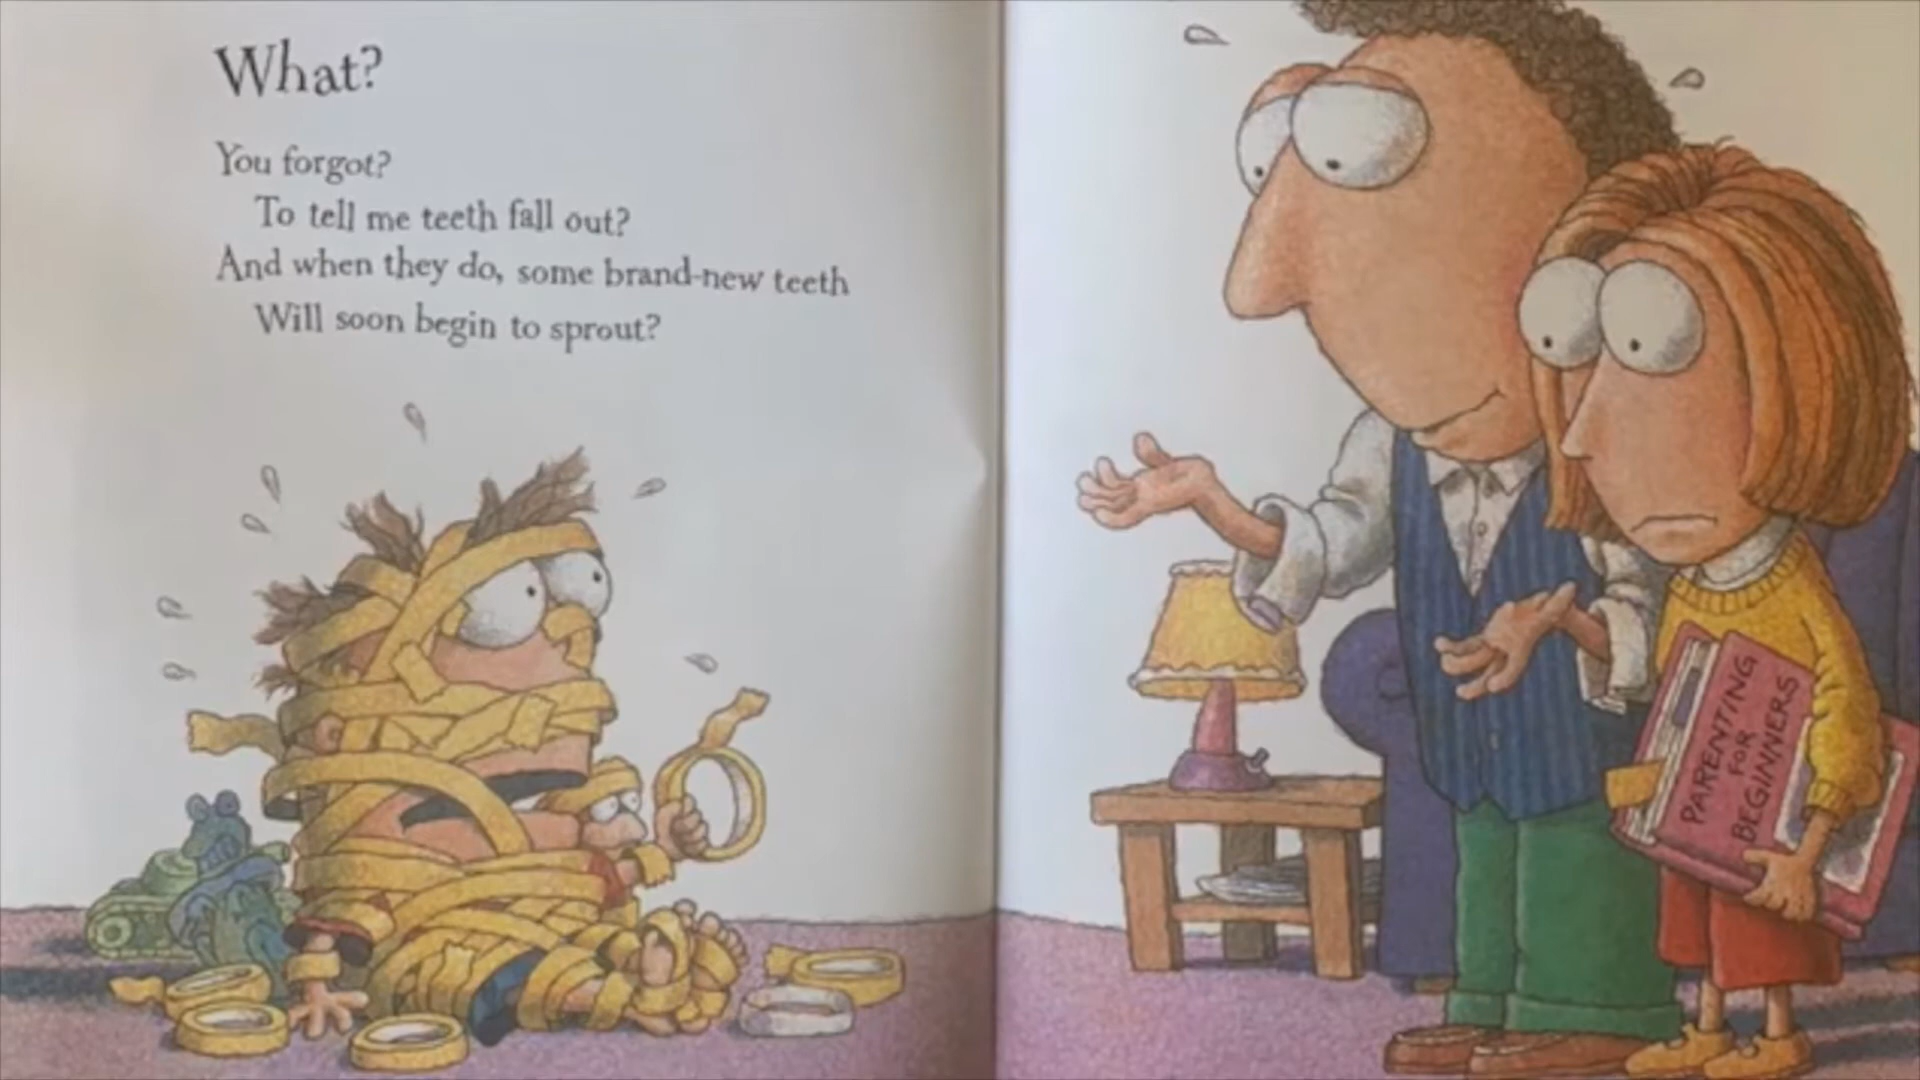 What?
You forgot?
To tell me teeth fall out?
And when they do, some brand-new teeth
Will soon begin to sprout?
PARENTING
FOR
BEGINNERS